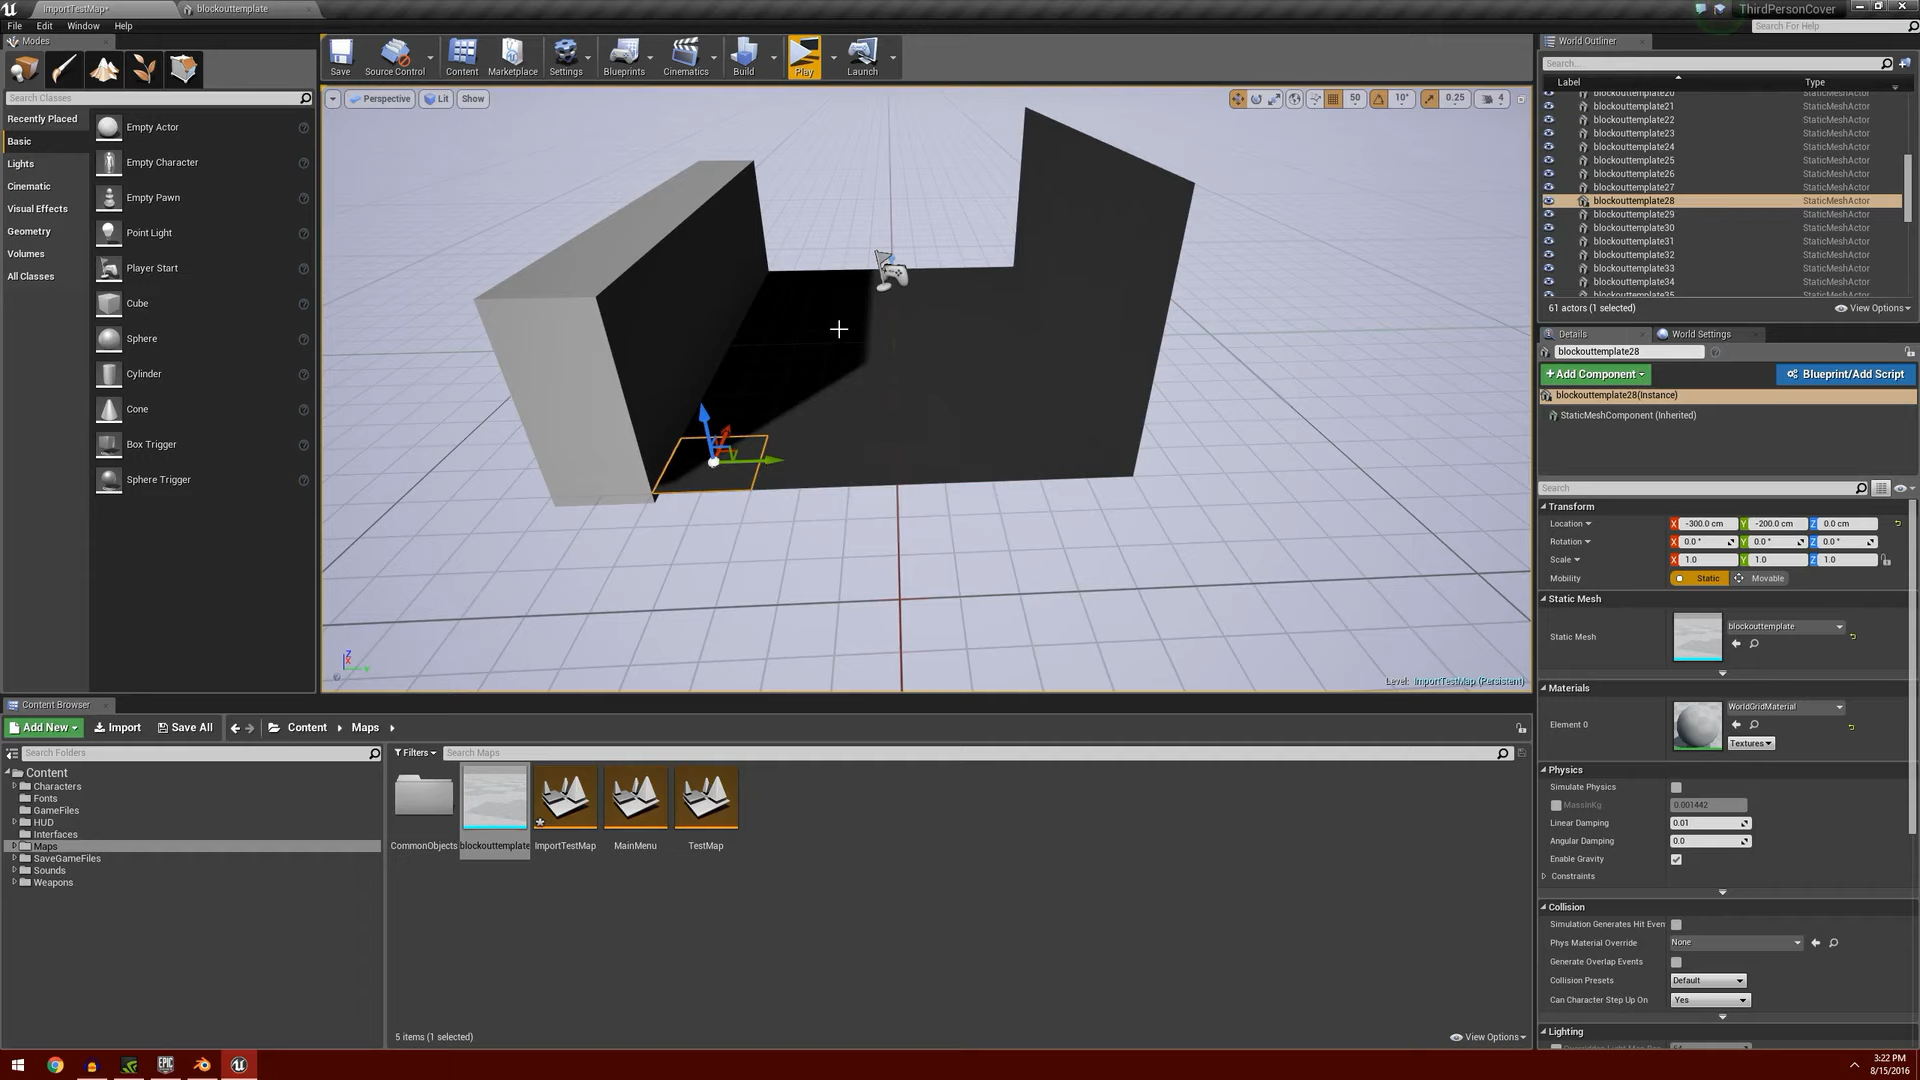 ImportTestMap*
blockouttemplate
ThirdPersonCover
File Edit Window Help
Search For Help
Modes
Search Classes
Recently Placed
Basic
Lights
Cinematic
Visual Effects
Geometry
Volumes
All Classes
Empty Actor
Empty Character
Empty Pawn
Point Light
Player Start
Cube
Sphere
Cylinder
Cone
Box Trigger
Sphere Trigger
Save Source Control Content Marketplace Settings Blueprints Cinematics Build Play Launch
Perspective Lit Show
50 10° 0.25 4
Level: ImportTestMap (Persistent)
World Outliner
Search...
Label Type
blockouttemplate20 StaticMeshActor
blockouttemplate21 StaticMeshActor
blockouttemplate22 StaticMeshActor
blockouttemplate23 StaticMeshActor
blockouttemplate24 StaticMeshActor
blockouttemplate25 StaticMeshActor
blockouttemplate26 StaticMeshActor
blockouttemplate27 StaticMeshActor
blockouttemplate28 StaticMeshActor
blockouttemplate29 StaticMeshActor
blockouttemplate30 StaticMeshActor
blockouttemplate31 StaticMeshActor
blockouttemplate32 StaticMeshActor
blockouttemplate33 StaticMeshActor
blockouttemplate34 StaticMeshActor
blockouttemplate35 StaticMeshActor
61 actors (1 selected) View Options
Details World Settings
blockouttemplate28
+Add Component Blueprint/Add Script
blockouttemplate28(Instance)
StaticMeshComponent (Inherited)
Search
Transform
Location X -300.0 cm Y -200.0 cm Z 0.0 cm
Rotation X 0.0 ° Y 0.0 ° Z 0.0 °
Scale X 1.0 Y 1.0 Z 1.0
Mobility Static Movable
Static Mesh
Static Mesh blockouttemplate
Materials
Element 0 WorldGridMaterial
Textures
Physics
Simulate Physics
MassInKg 0.001442
Linear Damping 0.01
Angular Damping 0.0
Enable Gravity
Constraints
Collision
Simulation Generates Hit Even
Phys Material Override None
Generate Overlap Events
Collision Presets Default
Can Character Step Up On Yes
Lighting
Content Browser
Add New Import Save All Content Maps
Search Folders
Content
Characters
Fonts
GameFiles
HUD
Interfaces
Maps
SaveGameFiles
Sounds
Weapons
Filters Search Maps
CommonObjects blockouttemplate ImportTestMap MainMenu TestMap
5 items (1 selected) View Options
EPIC
3:22 PM
8/15/2016